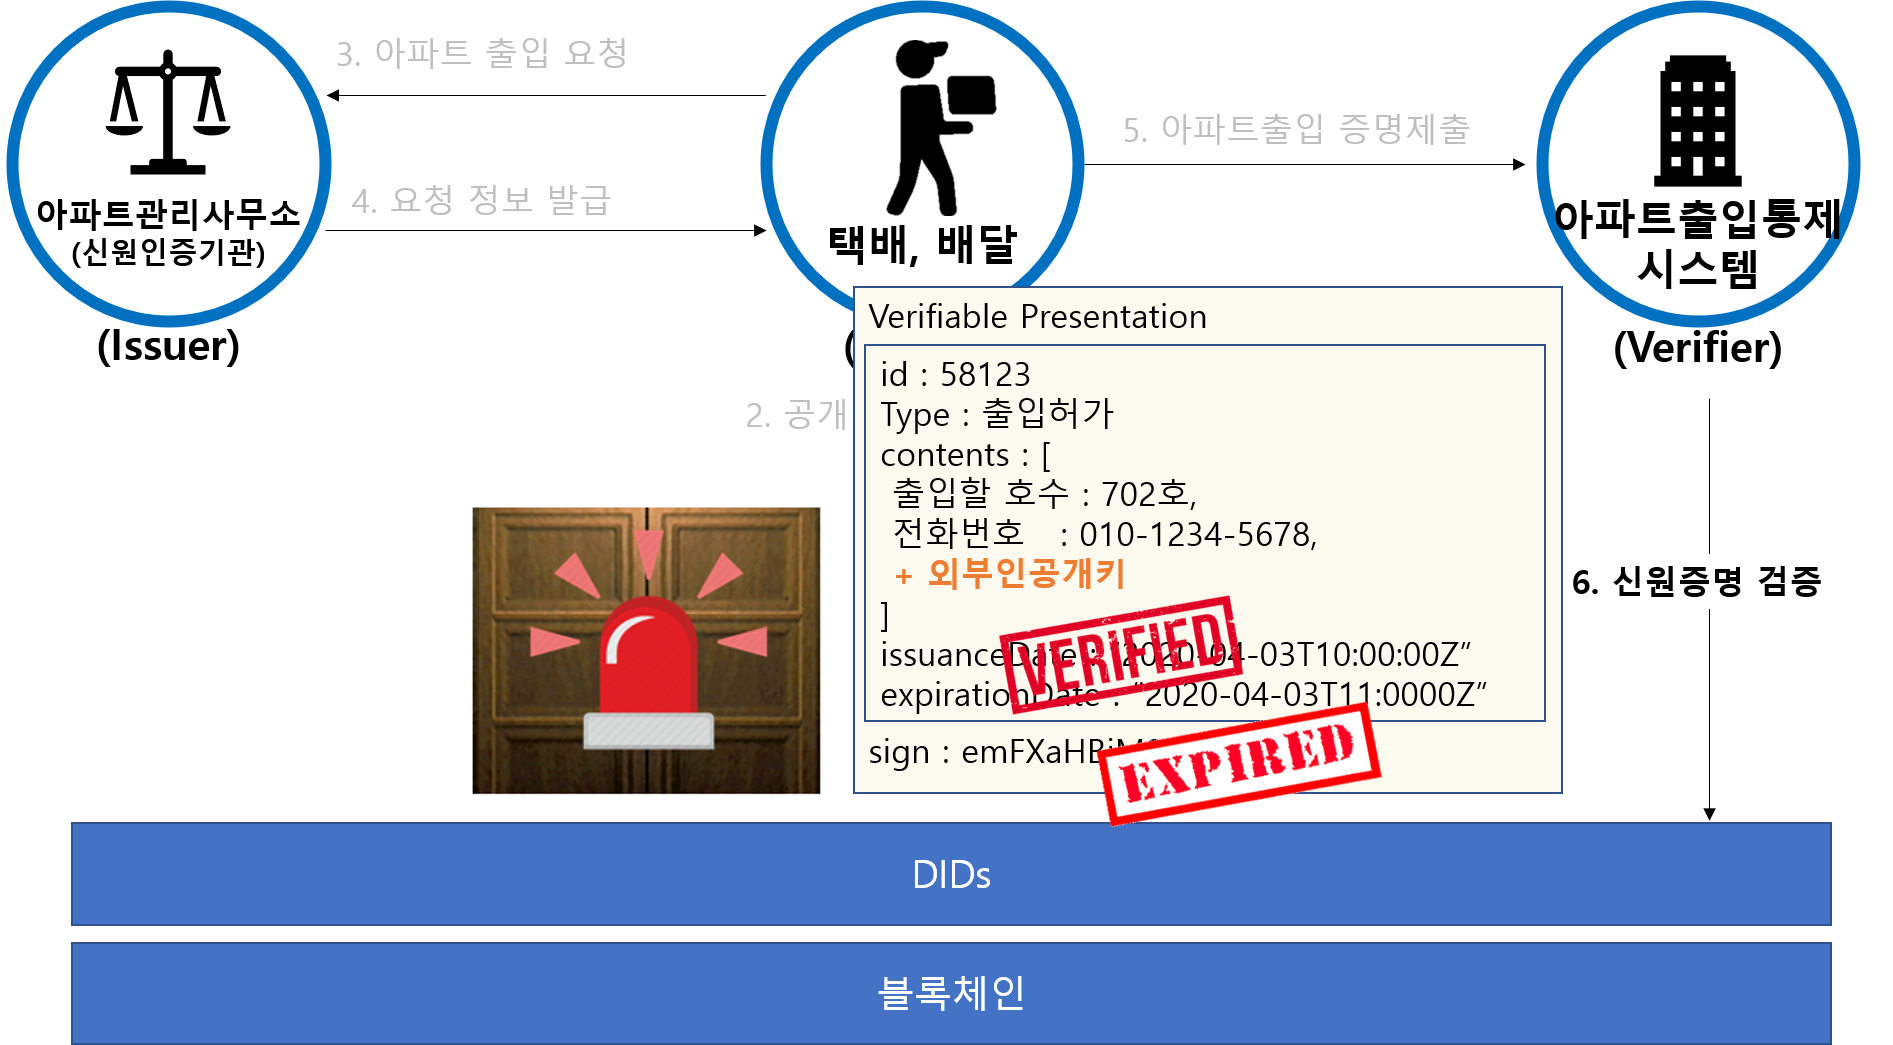 3. 아파트 출입 요청
4. 요청 정보 발급
5. 아파트출입 증명제출
아파트관리사무소
(신원인증기관)
(Issuer)
택배, 배달
(
아파트출입통제
시스템
(Verifier)
2. 공개
Verifiable Presentation
id : 58123
Type : 출입허가
contents : [
출입할 호수 : 702호,
전화번호 : 010-1234-5678,
+ 외부인공개키
]
issuanceDate : "2020-04-03T10:00:00Z”
expirationDate : “2020-04-03T11:0000Z”
VERIFIED
sign : emFXaHB
EXPIRED
6. 신원증명 검증
DIDs
블록체인